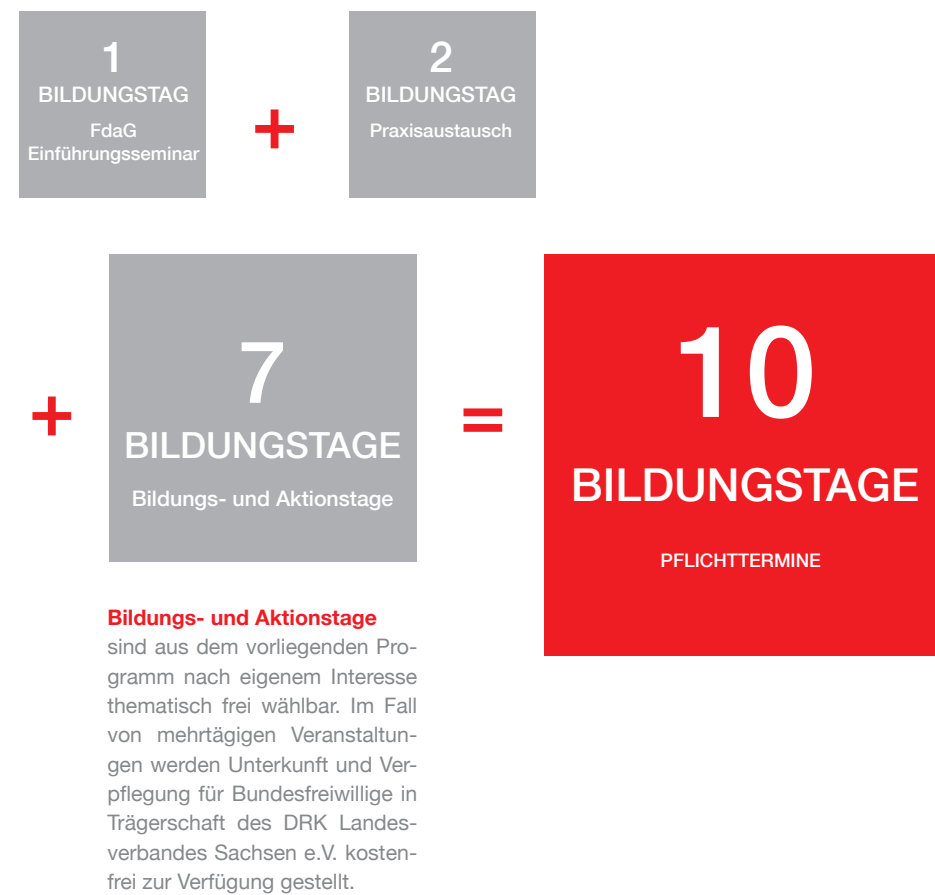 1
BILDUNGSTAG
FdaG
Einführungsseminar
+
2
BILDUNGSTAG
Praxisaustausch
+
7
BILDUNGSTAGE
Bildungs- und Aktionstage
=
10
BILDUNGSTAGE
PFLICHTTERMINE
Bildungs- und Aktionstage
sind aus dem vorliegenden Pro-
gramm nach eigenem Interesse
thematisch frei wählbar. Im Fall
von mehrtägigen Veranstaltun-
gen werden Unterkunft und Ver-
pflegung für Bundesfreiwillige in
Trägerschaft des DRK Landes-
verbandes Sachsen e.V. kosten-
frei zur Verfügung gestellt.